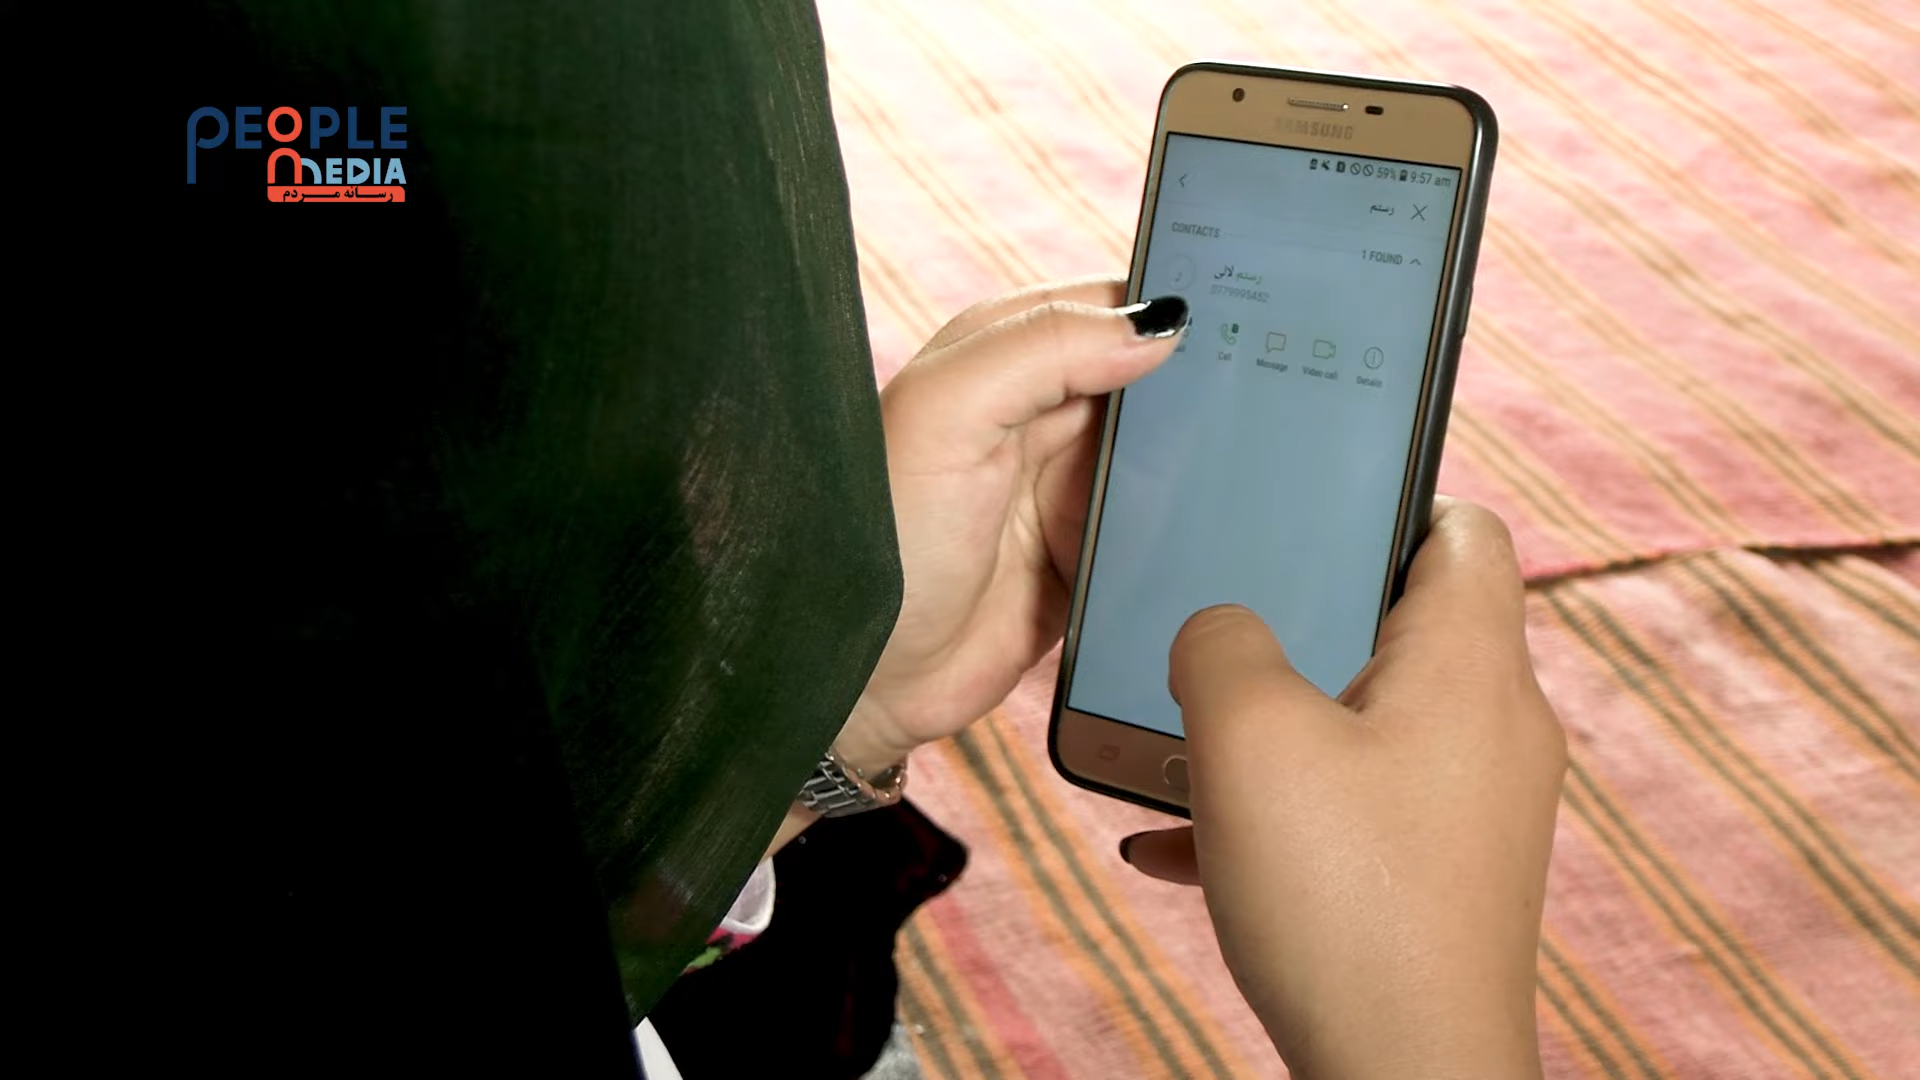 PEOPLE
MEDIA
رسانه مردم
SAMSUNG
59% 9:57 am
رستم
CONTACTS
1 FOUND
رستم لالی
Call
Message
Video call
Details